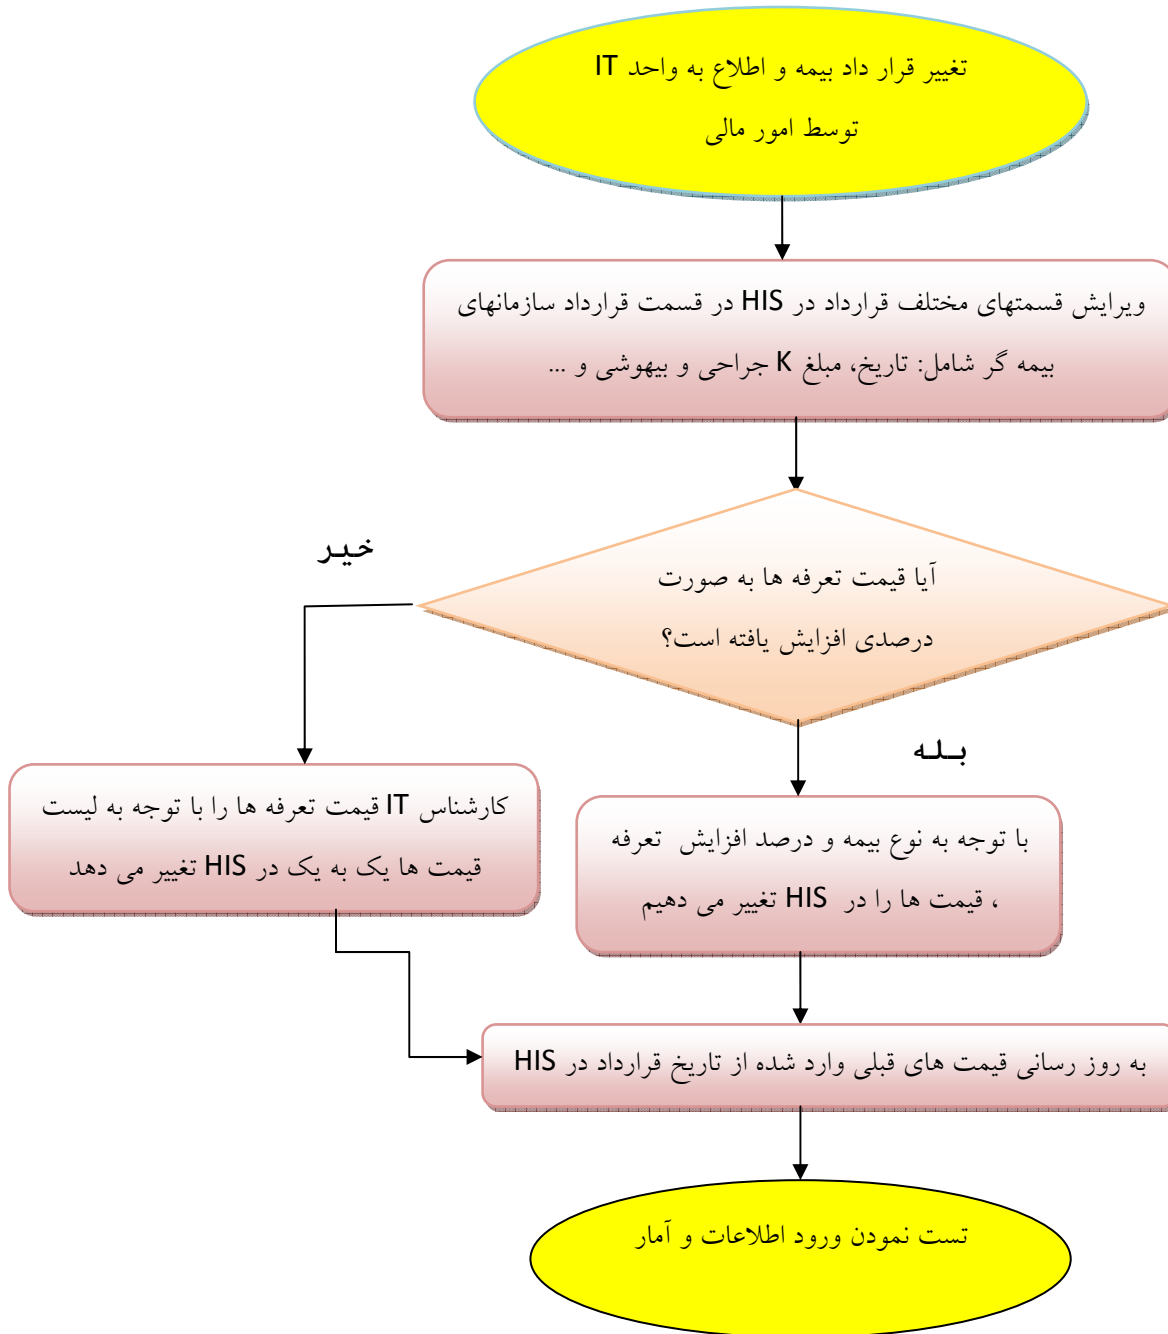 تغییر قرار داد بیمه و اطلاع به واحد IT
توسط امور مالی
ویرایش قسمتهای مختلف قرارداد در HIS در قسمت قرارداد سازمانهای
بیمه گر شامل: تاریخ، مبلغ K جراحی و بیهوشی و ...
آیا قیمت تعرفه ها به صورت
درصدی افزایش یافته است؟
خیر
بله
کارشناس IT قیمت تعرفه ها را با توجه به لیست
قیمت ها یک به یک در HIS تغییر می دهد
با توجه به نوع بیمه و درصد افزایش تعرفه
، قیمت ها را در HIS تغییر می دهیم
به روز رسانی قیمت های قبلی وارد شده از تاریخ قرارداد در HIS
تست نمودن ورود اطلاعات و آمار